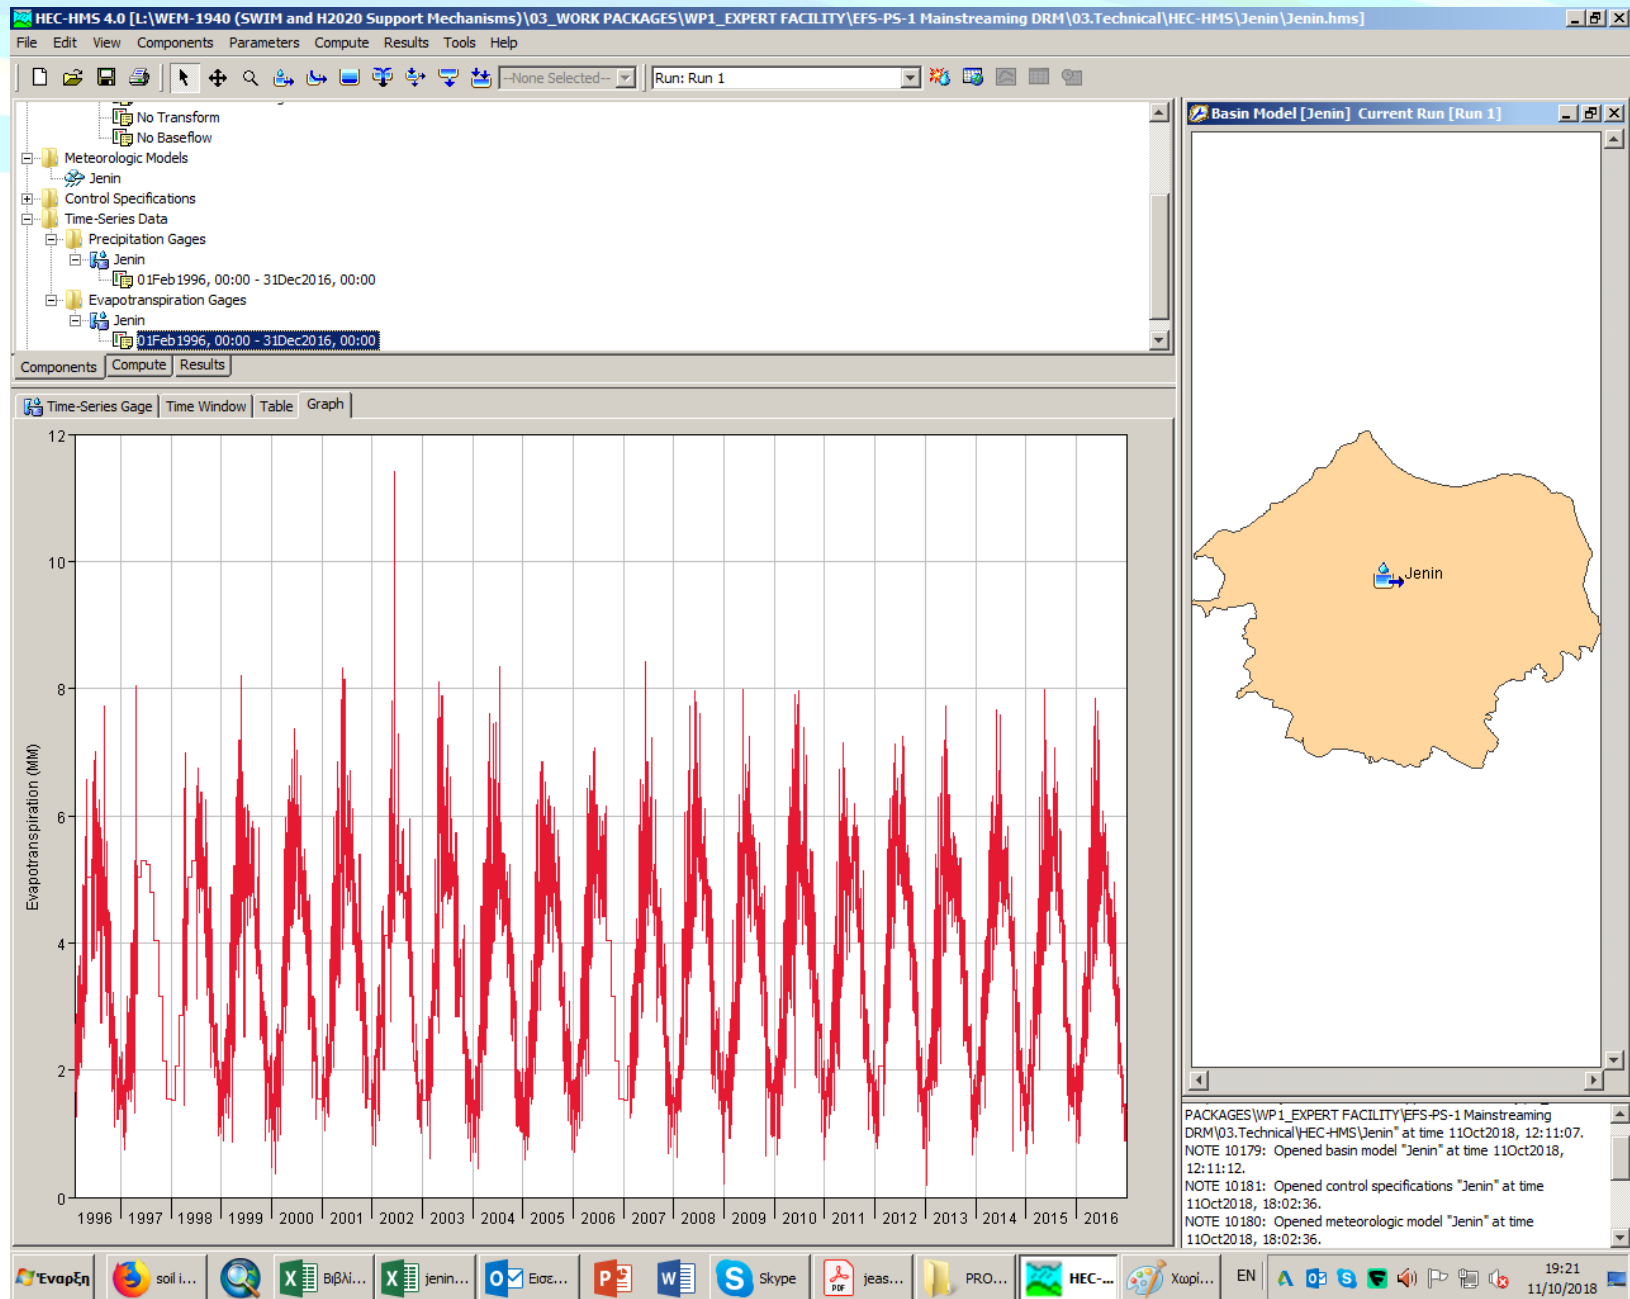 HEC-HMS 4.0 [L:\WEM-1940 (SWIM and H2020 Support Mechanisms)\03_WORK PACKAGES\WP1_EXPERT FACILITY\EFS-PS-1 Mainstreaming DRM\03.Technical\HEC-HMS\Jenin\Jenin.hms]
File Edit View Components Parameters Compute Results Tools Help
--None Selected-- Run: Run 1
No Transform
No Baseflow
Meteorologic Models
Jenin
Control Specifications
Time-Series Data
Precipitation Gages
Jenin
01Feb1996, 00:00 - 31Dec2016, 00:00
Evapotranspiration Gages
Jenin
01Feb1996, 00:00 - 31Dec2016, 00:00
Components Compute Results
Time-Series Gage Time Window Table Graph
12
10
8
6
4
2
0
Evapotranspiration (MM)
1996 1997 1998 1999 2000 2001 2002 2003 2004 2005 2006 2007 2008 2009 2010 2011 2012 2013 2014 2015 2016
Basin Model [Jenin] Current Run [Run 1]
Jenin
PACKAGES\WP1_EXPERT FACILITY\EFS-PS-1 Mainstreaming
DRM\03.Technical\HEC-HMS\Jenin" at time 11Oct2018, 12:11:07.
NOTE 10179: Opened basin model "Jenin" at time 11Oct2018,
12:11:12.
NOTE 10181: Opened control specifications "Jenin" at time
11Oct2018, 18:02:36.
NOTE 10180: Opened meteorologic model "Jenin" at time
11Oct2018, 18:02:36.
Έναρξη soil i... Βιβλί... jenin... Εισε... Skype jeas... PRO... HEC-... Χωρί... EN 19:21
11/10/2018